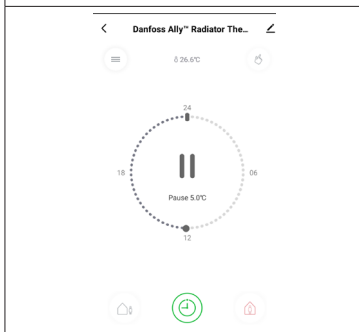 Danfoss Ally™ Radiator The...
26.6℃
24
18
06
Pause 5.0℃
12